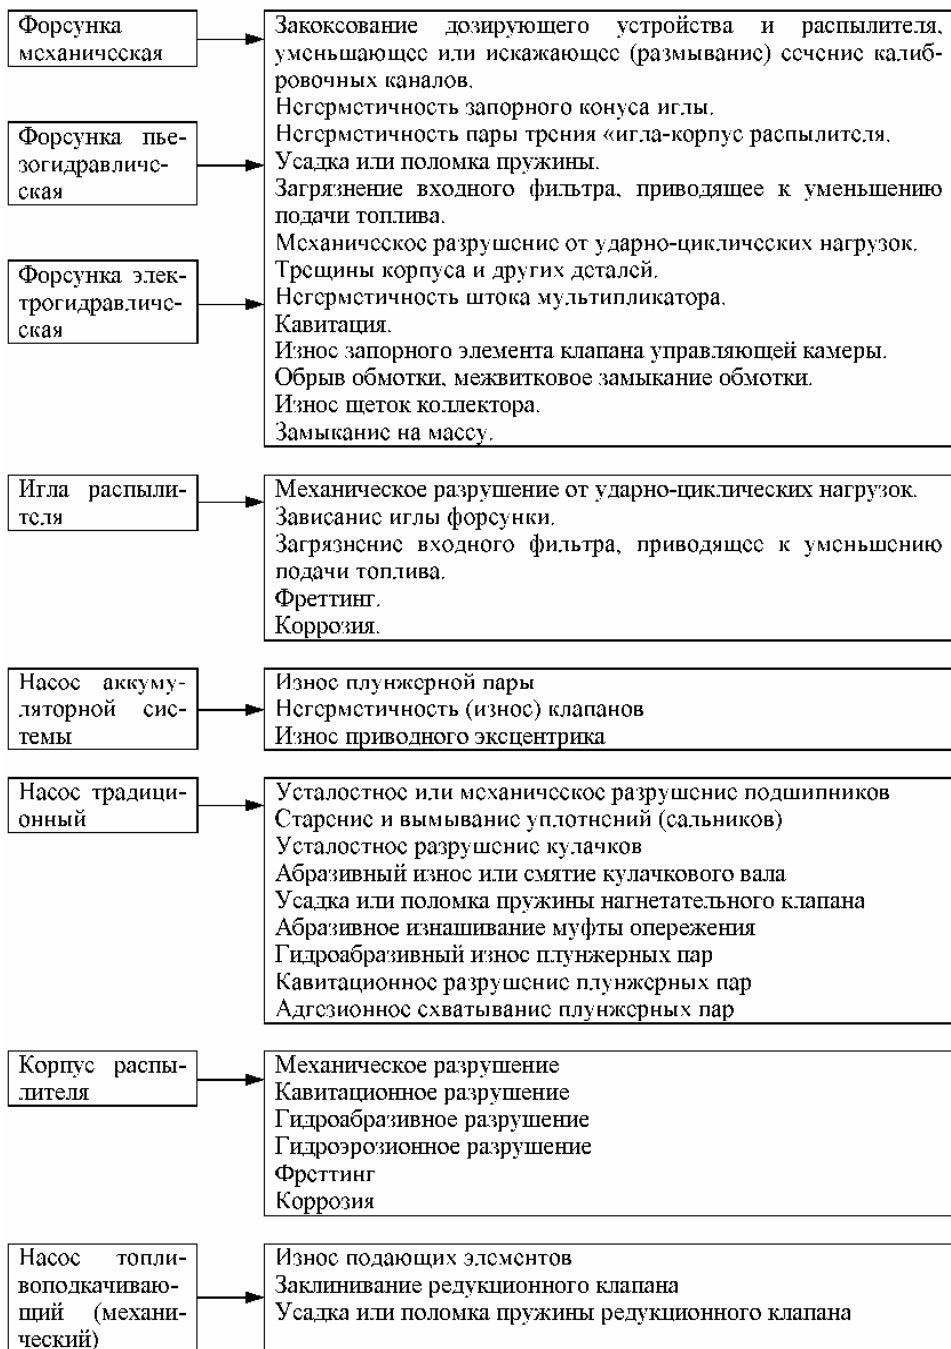 Форсунка
механическая
Закоксование дозирующего устройства и распылителя,
уменьшающее или искажающее (размывание) сечение калиб-
ровочных каналов.
Негерметичность запорного конуса иглы.
Негерметичность пары трения «игла-корпус распылителя.
Форсунка пье-
зогидравличе-
ская
Усадка или поломка пружины.
Загрязнение входного фильтра, приводящее к уменьшению
подачи топлива.
Механическое разрушение от ударно-циклических нагрузок.
Форсунка элек-
трогидравличе-
ская
Трещины корпуса и других деталей.
Негерметичность штока мультипликатора.
Кавитация.
Износ запорного элемента клапана управляющей камеры.
Обрыв обмотки, межвитковое замыкание обмотки.
Износ щеток коллектора.
Замыкание на массу.
Игла распыли-
теля
Механическое разрушение от ударно-циклических нагрузок.
Зависание иглы форсунки.
Загрязнение входного фильтра, приводящее к уменьшению
подачи топлива.
Фреттинг.
Коррозия.
Насос аккуму-
ляторной сис-
темы
Износ плунжерной пары
Негерметичность (износ) клапанов
Износ приводного эксцентрика
Насос традици-
онный
Усталостное или механическое разрушение подшипников
Старение и вымывание уплотнений (сальников)
Усталостное разрушение кулачков
Абразивный износ или смятие кулачкового вала
Усадка или поломка пружины нагнетательного клапана
Абразивное изнашивание муфты опережения
Гидроабразивный износ плунжерных пар
Кавитационное разрушение плунжерных пар
Адгезионное схватывание плунжерных пар
Корпус распы-
лителя
Механическое разрушение
Кавитационное разрушение
Гидроабразивное разрушение
Гидроэрозионное разрушение
Фреттинг
Коррозия
Насос топли-
воподкачиваю-
щий (механи-
ческий)
Износ подающих элементов
Заклинивание редукционного клапана
Усадка или поломка пружины редукционного клапана